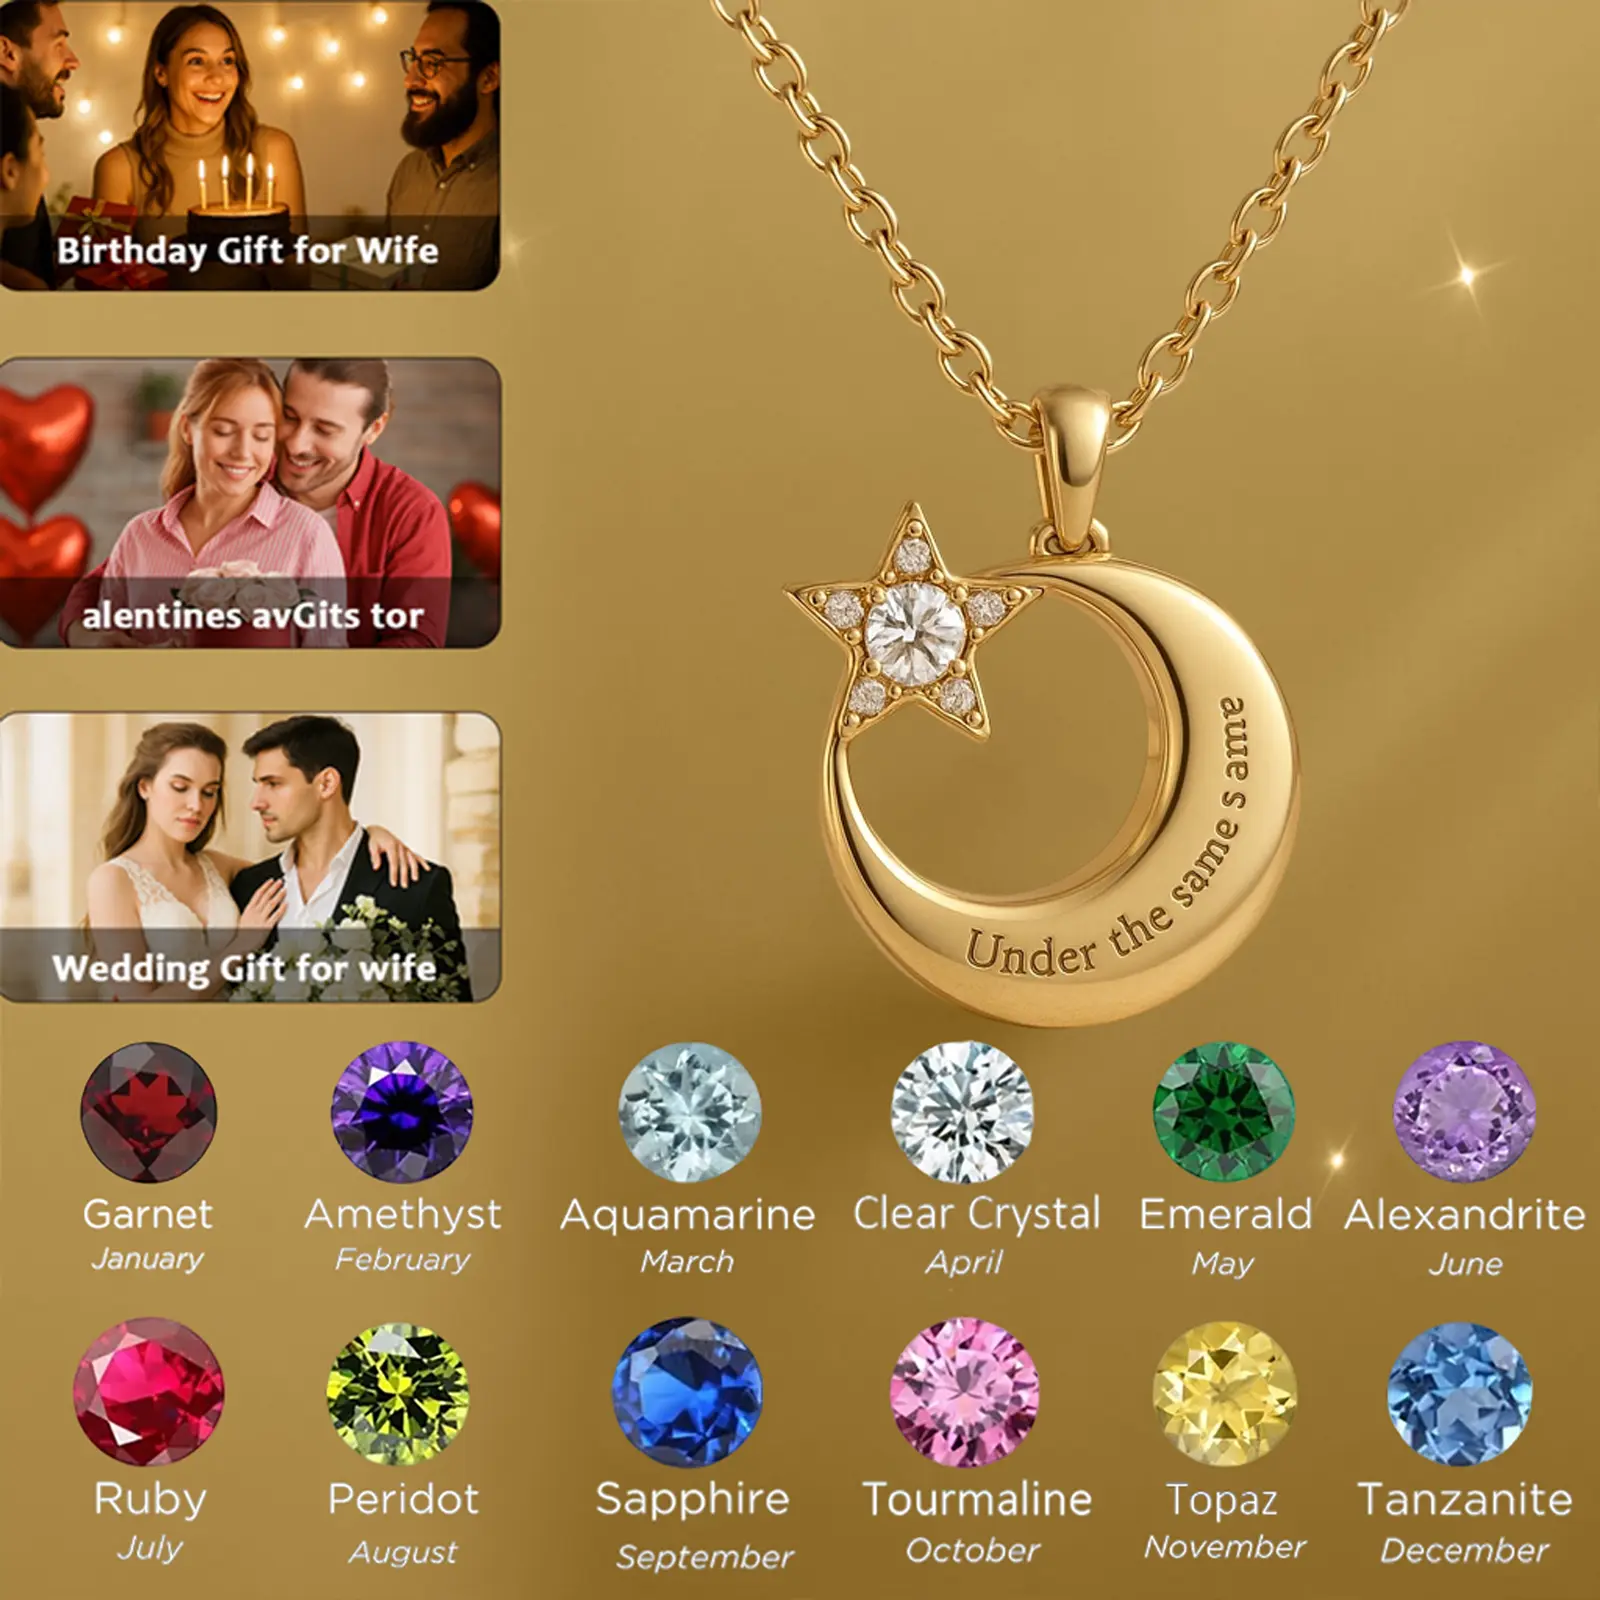 Birthday Gift for Wife
alentines avGits tor
Wedding Gift for wife
Under the same s ama
Garnet
January
Amethyst
February
Aquamarine
March
Clear Crystal
April
Emerald
May
Alexandrite
June
Ruby
July
Peridot
August
Sapphire
September
Tourmaline
October
Topaz
November
Tanzanite
December